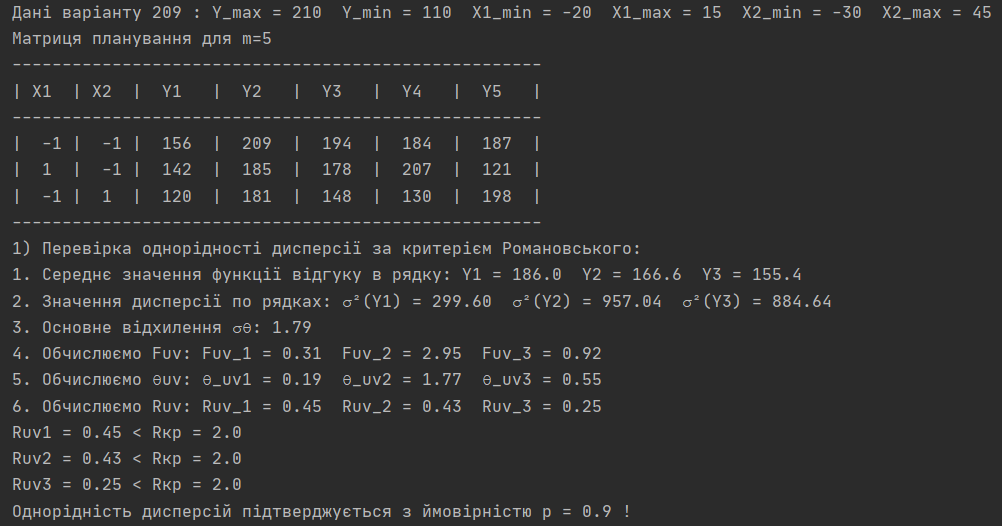 Дані варіанту 209 : Y_max = 210  Y_min = 110  X1_min = -20  X1_max = 15  X2_min = -30  X2_max = 45
Матриця планування для m=5
-----------------------------------------------------
| X1  | X2  |  Y1   |  Y2   |  Y3   |  Y4   |  Y5   |
-----------------------------------------------------
|  -1 |  -1 |  156  |  209  |  194  |  184  |  187  |
|  1  |  -1 |  142  |  185  |  178  |  207  |  121  |
|  -1 |  1  |  120  |  181  |  148  |  130  |  198  |
-----------------------------------------------------
1) Перевірка однорідності дисперсії за критерієм Романовського:
1. Середнє значення функції відгуку в рядку: Y1 = 186.0  Y2 = 166.6  Y3 = 155.4
2. Значення дисперсії по рядках: σ²(Y1) = 299.60  σ²(Y2) = 957.04  σ²(Y3) = 884.64
3. Основне відхилення σθ: 1.79
4. Обчислюємо Fuv: Fuv_1 = 0.31  Fuv_2 = 2.95  Fuv_3 = 0.92
5. Обчислюємо θuv: θ_uv1 = 0.19  θ_uv2 = 1.77  θ_uv3 = 0.55
6. Обчислюємо Ruv: Ruv_1 = 0.45  Ruv_2 = 0.43  Ruv_3 = 0.25
Ruv1 = 0.45 < Rкр = 2.0
Ruv2 = 0.43 < Rкр = 2.0
Ruv3 = 0.25 < Rкр = 2.0
Однорідність дисперсій підтверджується з ймовірністю p = 0.9 !